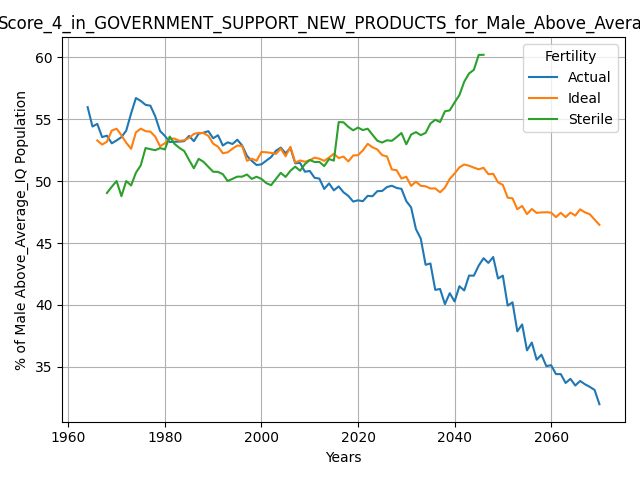 Score_4_in_GOVERNMENT_SUPPORT_NEW_PRODUCTS_for_Male_Above_Avera
% of Male Above_Average_IQ Population
60
55
50
45
40
35
1960 1980 2000 2020 2040 2060
Years
Fertility
Actual
Ideal
Sterile